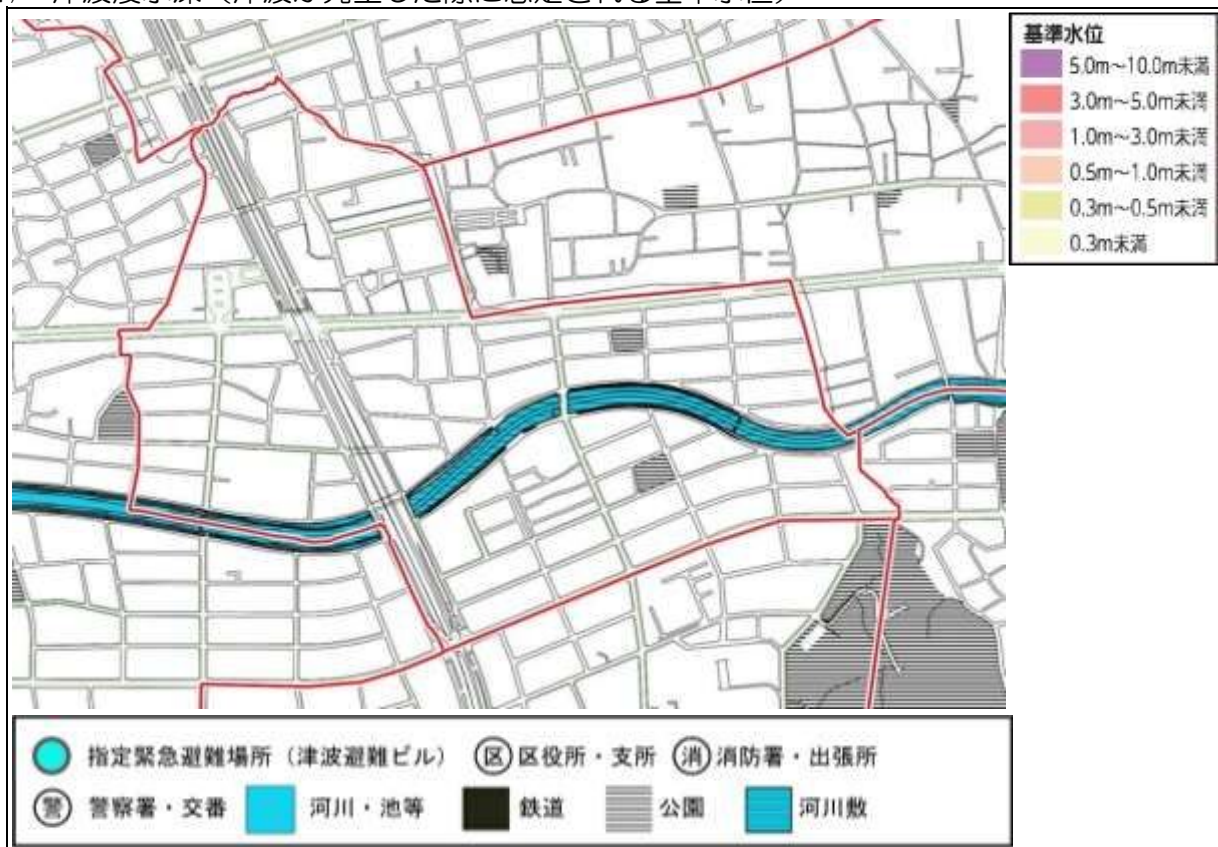 基準水位
5.0m～10.0m未満
3.0m～5.0m未満
1.0m～3.0m未満
0.5m～1.0m未満
0.3m～0.5m未満
0.3m未満
指定緊急避難場所（津波避難ビル） 区 区役所・支所 消 消防署・出張所
警 警察署・交番 河川・池等 鉄道 公園 河川敷